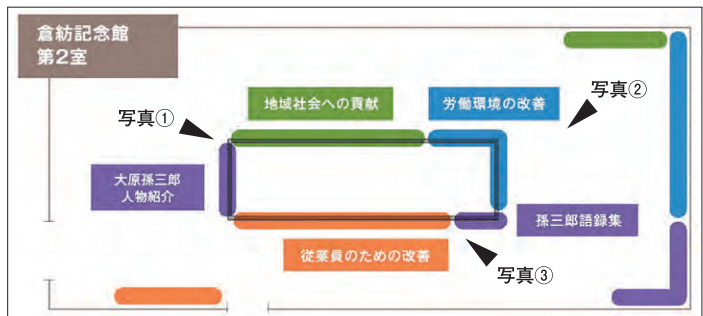 倉紡記念館
第2室
地域社会への貢献
労働環境の改善
写真②
写真①
大原孫三郎
人物紹介
孫三郎語録集
従業員のための改善
写真③